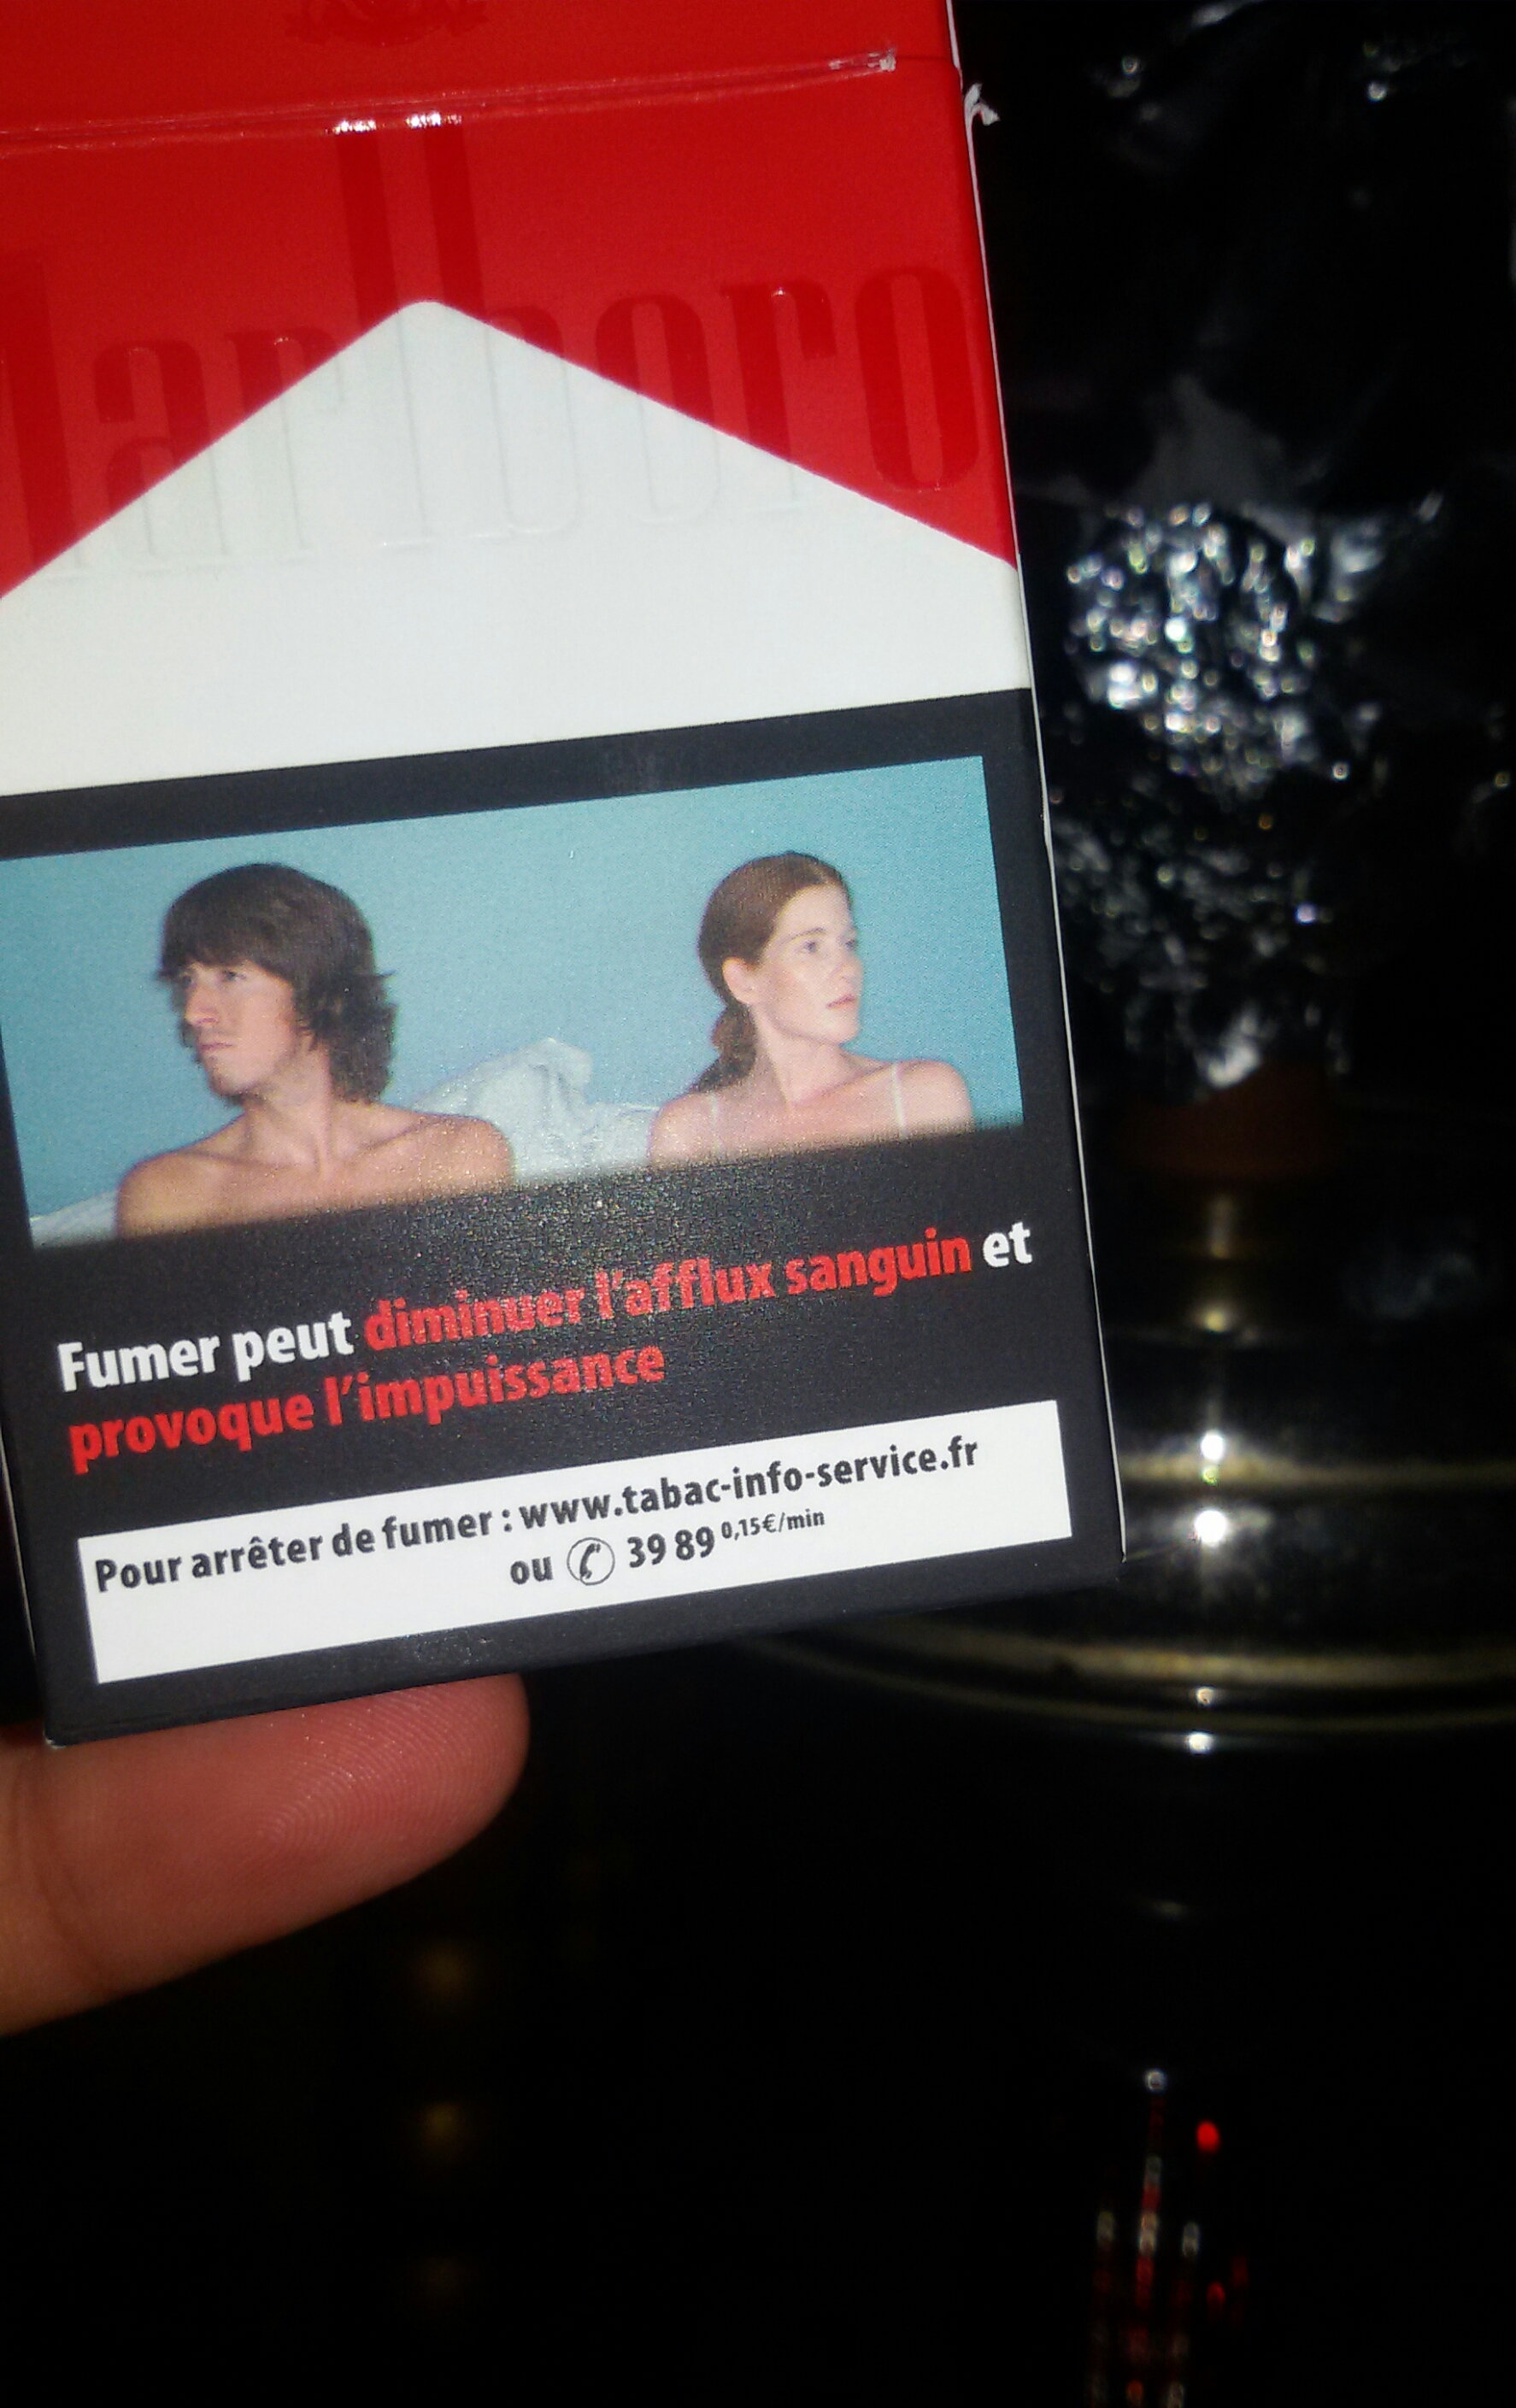 Marlboro
Fumer peut diminuer l'afflux sanguin et
provoque l'impuissance
Pour arrêter de fumer : www.tabac-info-service.fr
ou 39 89 0,15€/min